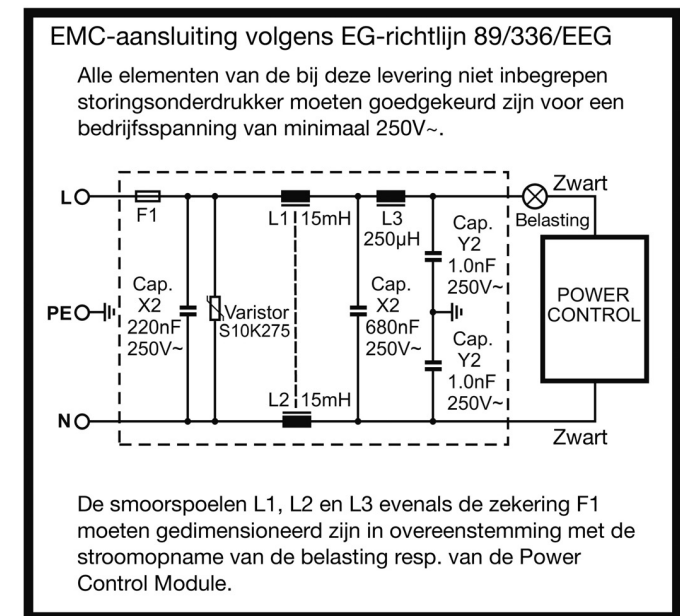 EMC-aansluiting volgens EG-richtlijn 89/336/EEG
Alle elementen van de bij deze levering niet inbegrepen
storingsonderdrukker moeten goedgekeurd zijn voor een
bedrijfsspanning van minimaal 250V~.
L
F1
L1 15mH
L3
250µH
Cap.
Y2
1.0nF
250V~
Zwart
Belasting
PE
Cap.
X2
220nF
250V~
Varistor
S10K275
Cap.
X2
680nF
250V~
Cap.
Y2
1.0nF
250V~
POWER
CONTROL
N
L2 15mH
Zwart
De smoorspoelen L1, L2 en L3 evenals de zekering F1
moeten gedimensioneerd zijn in overeenstemming met de
stroomopname van de belasting resp. van de Power
Control Module.